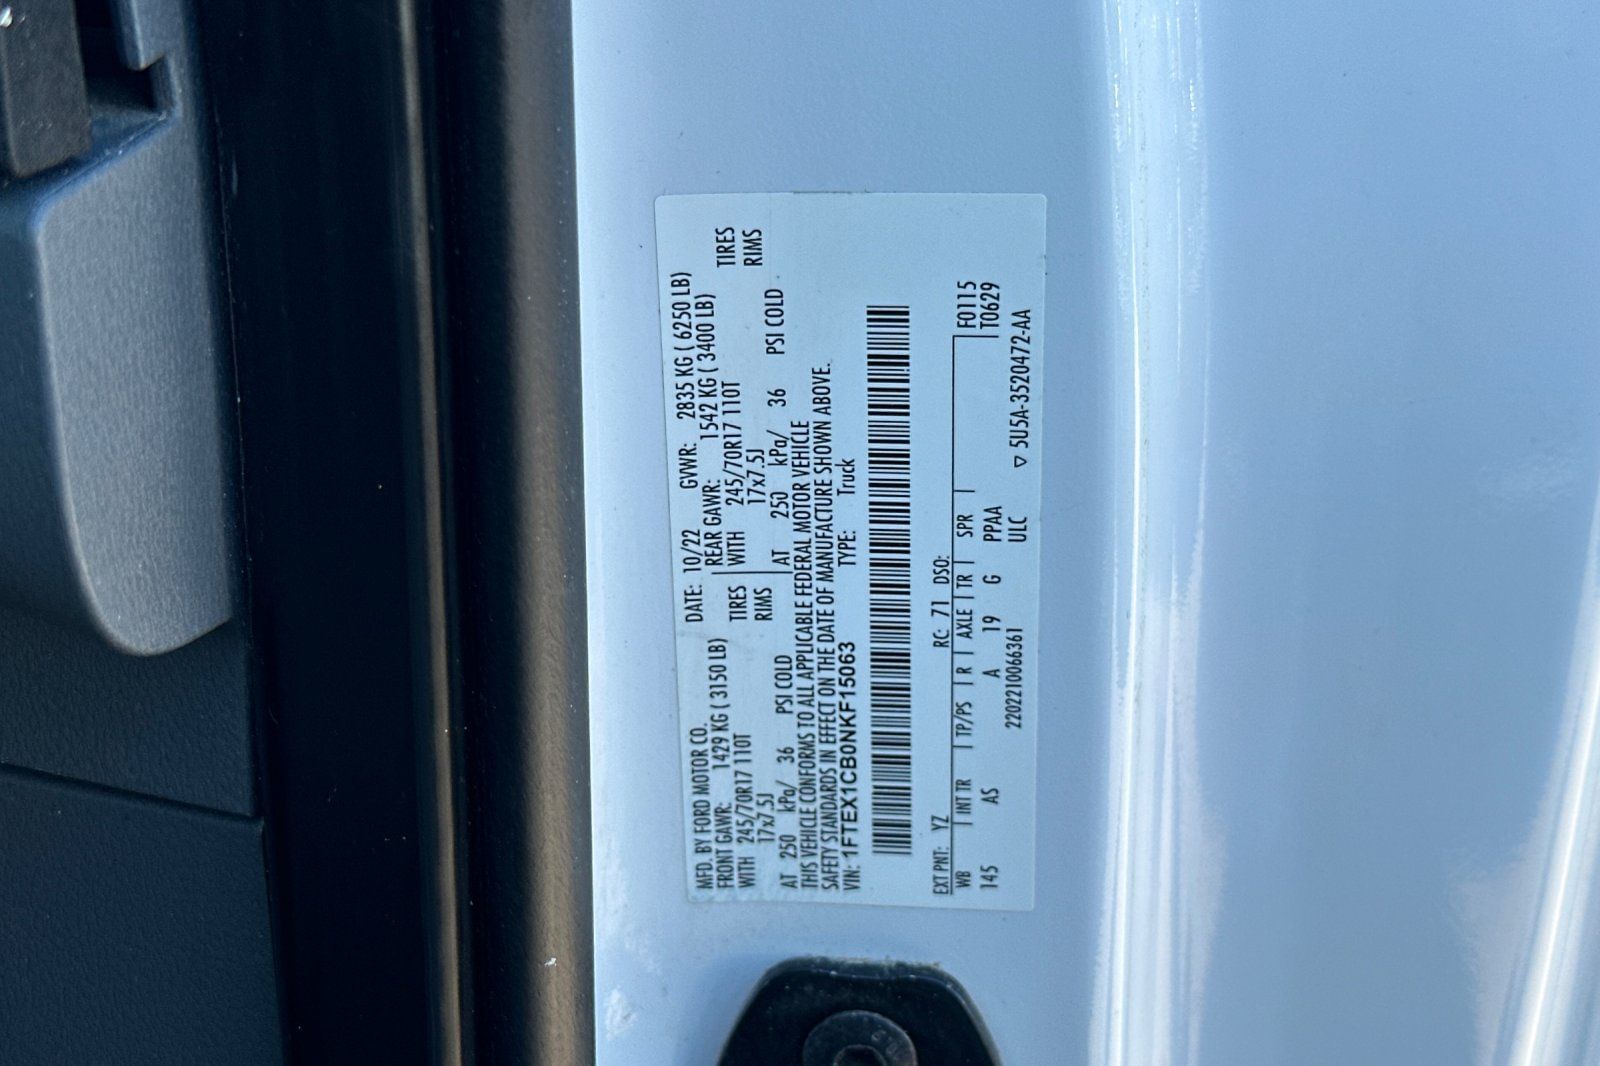 MFD. BY FORD MOTOR CO.
DATE: 10/22 GVWR: 2835 KG ( 6250 LB)
FRONT GAWR: 1429 KG ( 3150 LB) REAR GAWR: 1542 KG ( 3400 LB)
WITH 245/70R17 110T TIRES WITH 245/70R17 110T TIRES
17x7.5J RIMS 17x7.5J RIMS
AT 250 kPa/ 36 PSI COLD AT 250 kPa/ 36 PSI COLD
THIS VEHICLE CONFORMS TO ALL APPLICABLE FEDERAL MOTOR VEHICLE
SAFETY STANDARDS IN EFFECT ON THE DATE OF MANUFACTURE SHOWN ABOVE.
VIN: 1FTEX1CB0NKF15063 TYPE: Truck
EXT PNT: YZ RC: 71 DSO:
WB | INT TR | TP/PS | R | AXLE | TR | SPR | F0115
145 AS A 19 G PPAA T0629
22022100​66361 ULC ▽ 5U5A-3520472-AA